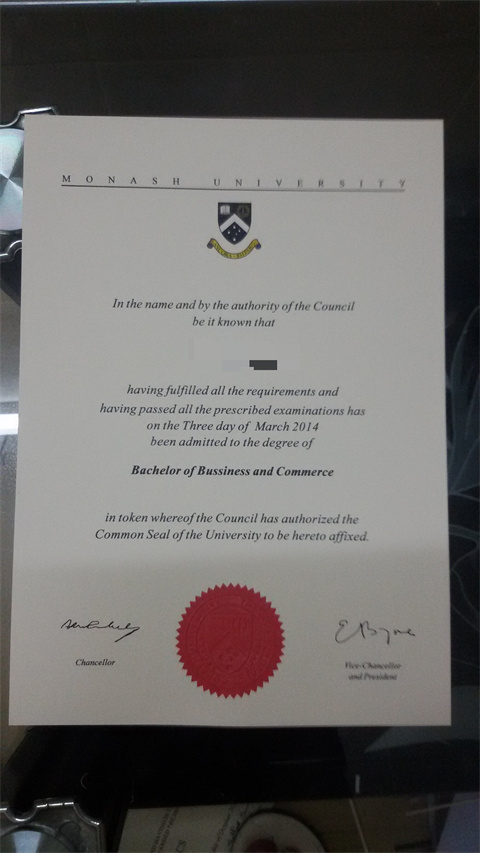 MONASH UNIVERSITY
In the name and by the authority of the Council
be it known that
having fulfilled all the requirements and
having passed all the prescribed examinations has
on the Three day of March 2014
been admitted to the degree of
Bachelor of Bussiness and Commerce
in token whereof the Council has authorized the
Common Seal of the University to be hereto affixed.
Chancellor
Vice-Chancellor
and President